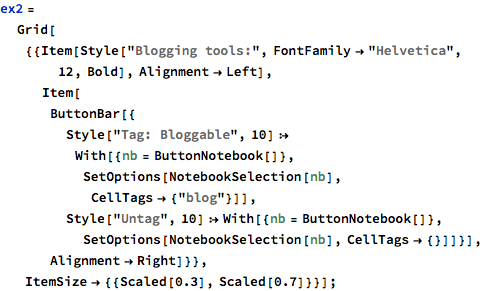 ex2 =
Grid[
{{Item[Style["Blogging tools:", FontFamily → "Helvetica",
12, Bold], Alignment → Left],
Item[
ButtonBar[{
Style["Tag: Bloggable", 10] :→
With[{nb = ButtonNotebook[]},
SetOptions[NotebookSelection[nb],
CellTags → {"blog"}]],
Style["Untag", 10] :→ With[{nb = ButtonNotebook[]},
SetOptions[NotebookSelection[nb], CellTags → {}]]}],
Alignment → Right]}},
ItemSize → {{Scaled[0.3], Scaled[0.7]}}];